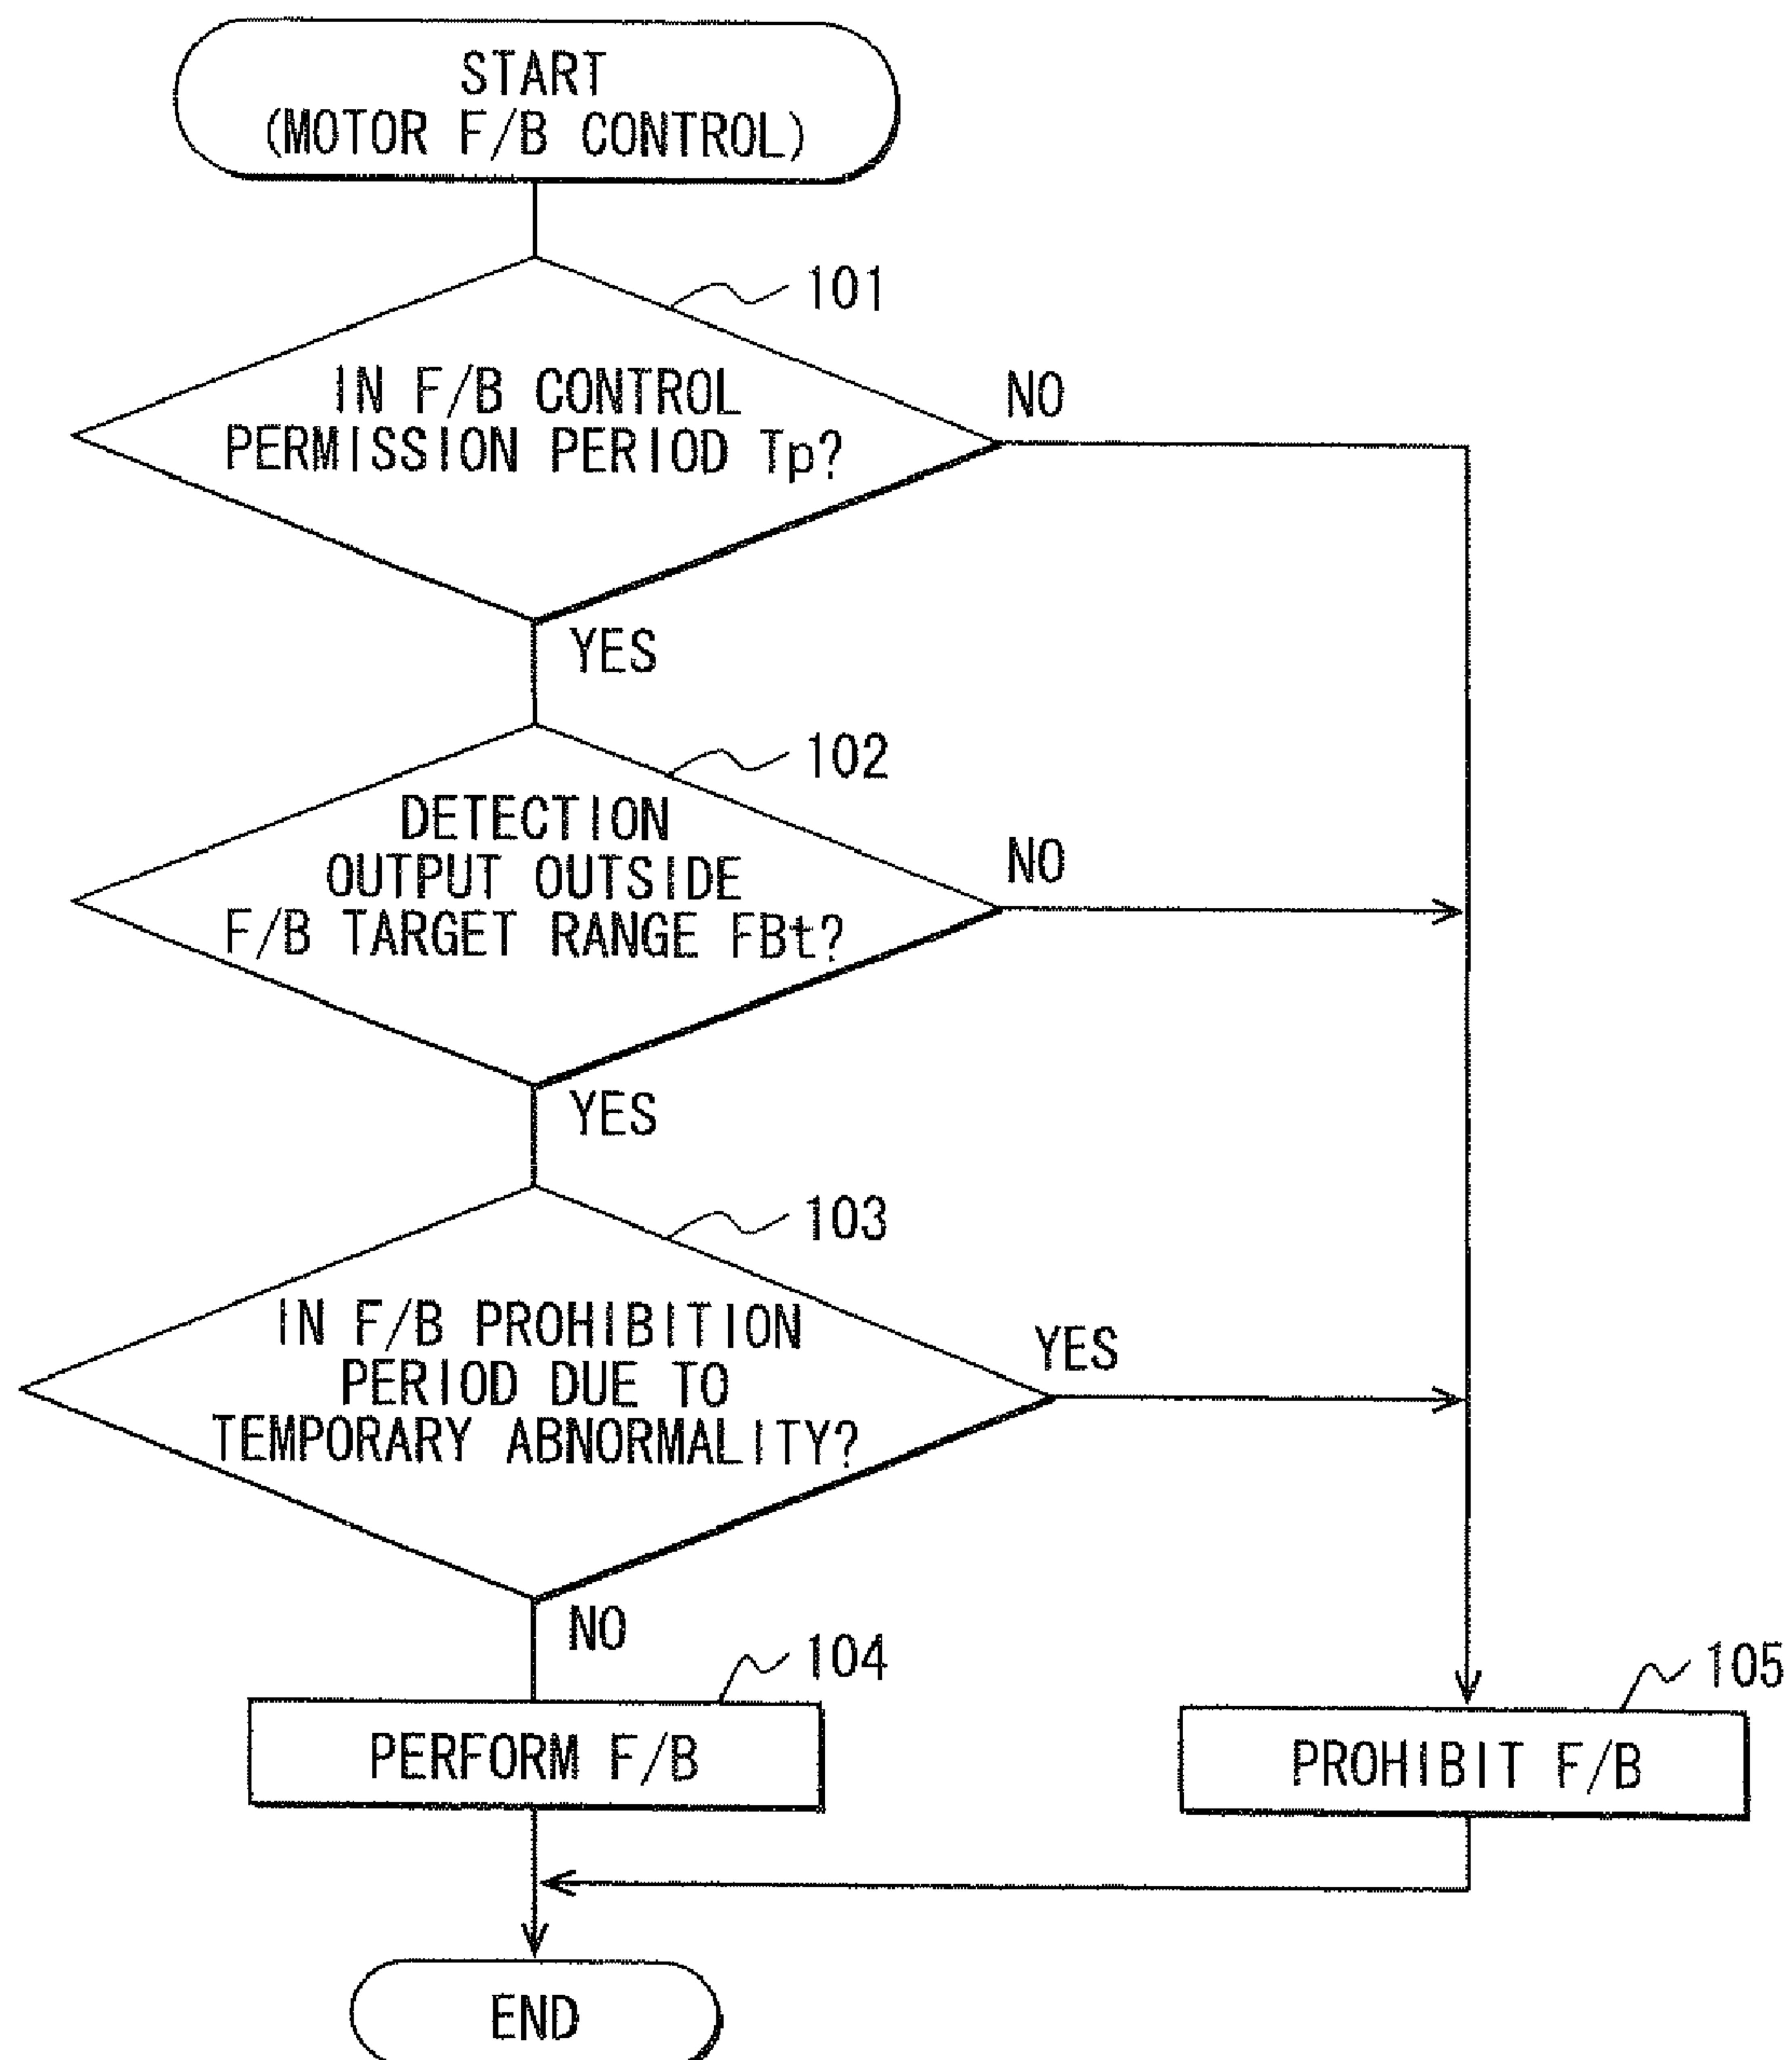 START
(MOTOR F/B CONTROL)
101
IN F/B CONTROL
PERMISSION PERIOD Tp?
NO
YES
102
DETECTION
OUTPUT OUTSIDE
F/B TARGET RANGE FBt?
NO
YES
103
IN F/B PROHIBITION
PERIOD DUE TO
TEMPORARY ABNORMALITY?
YES
NO
104
PERFORM F/B
105
PROHIBIT F/B
END